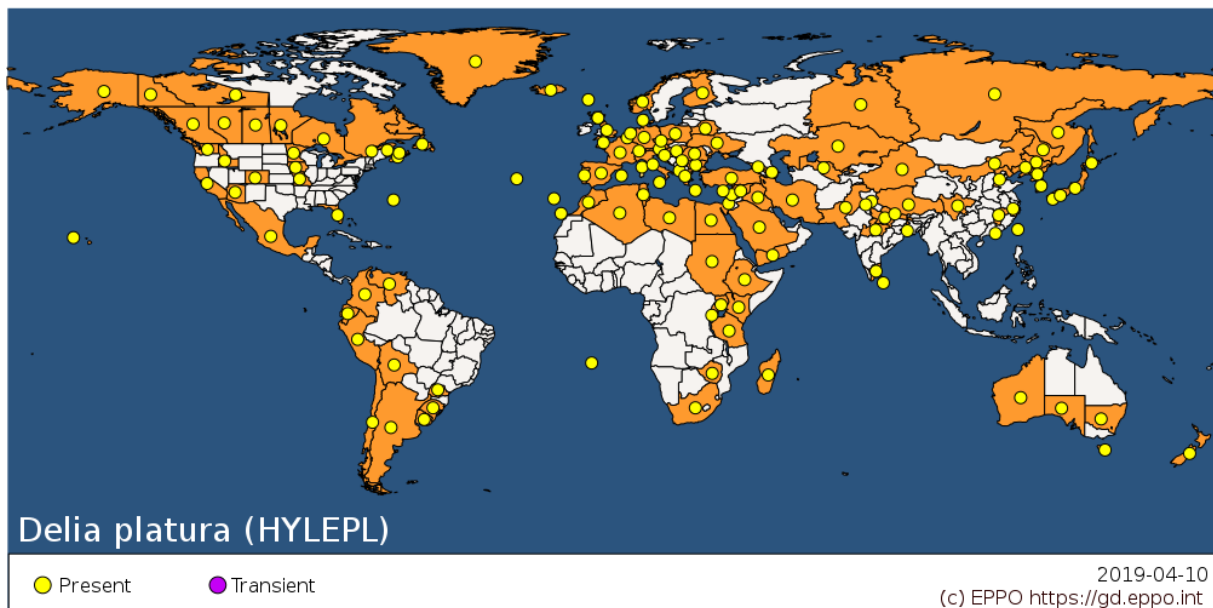 Delia platura (HYLEPL)
Present
Transient
2019-04-10
(c) EPPO https://gd.eppo.int